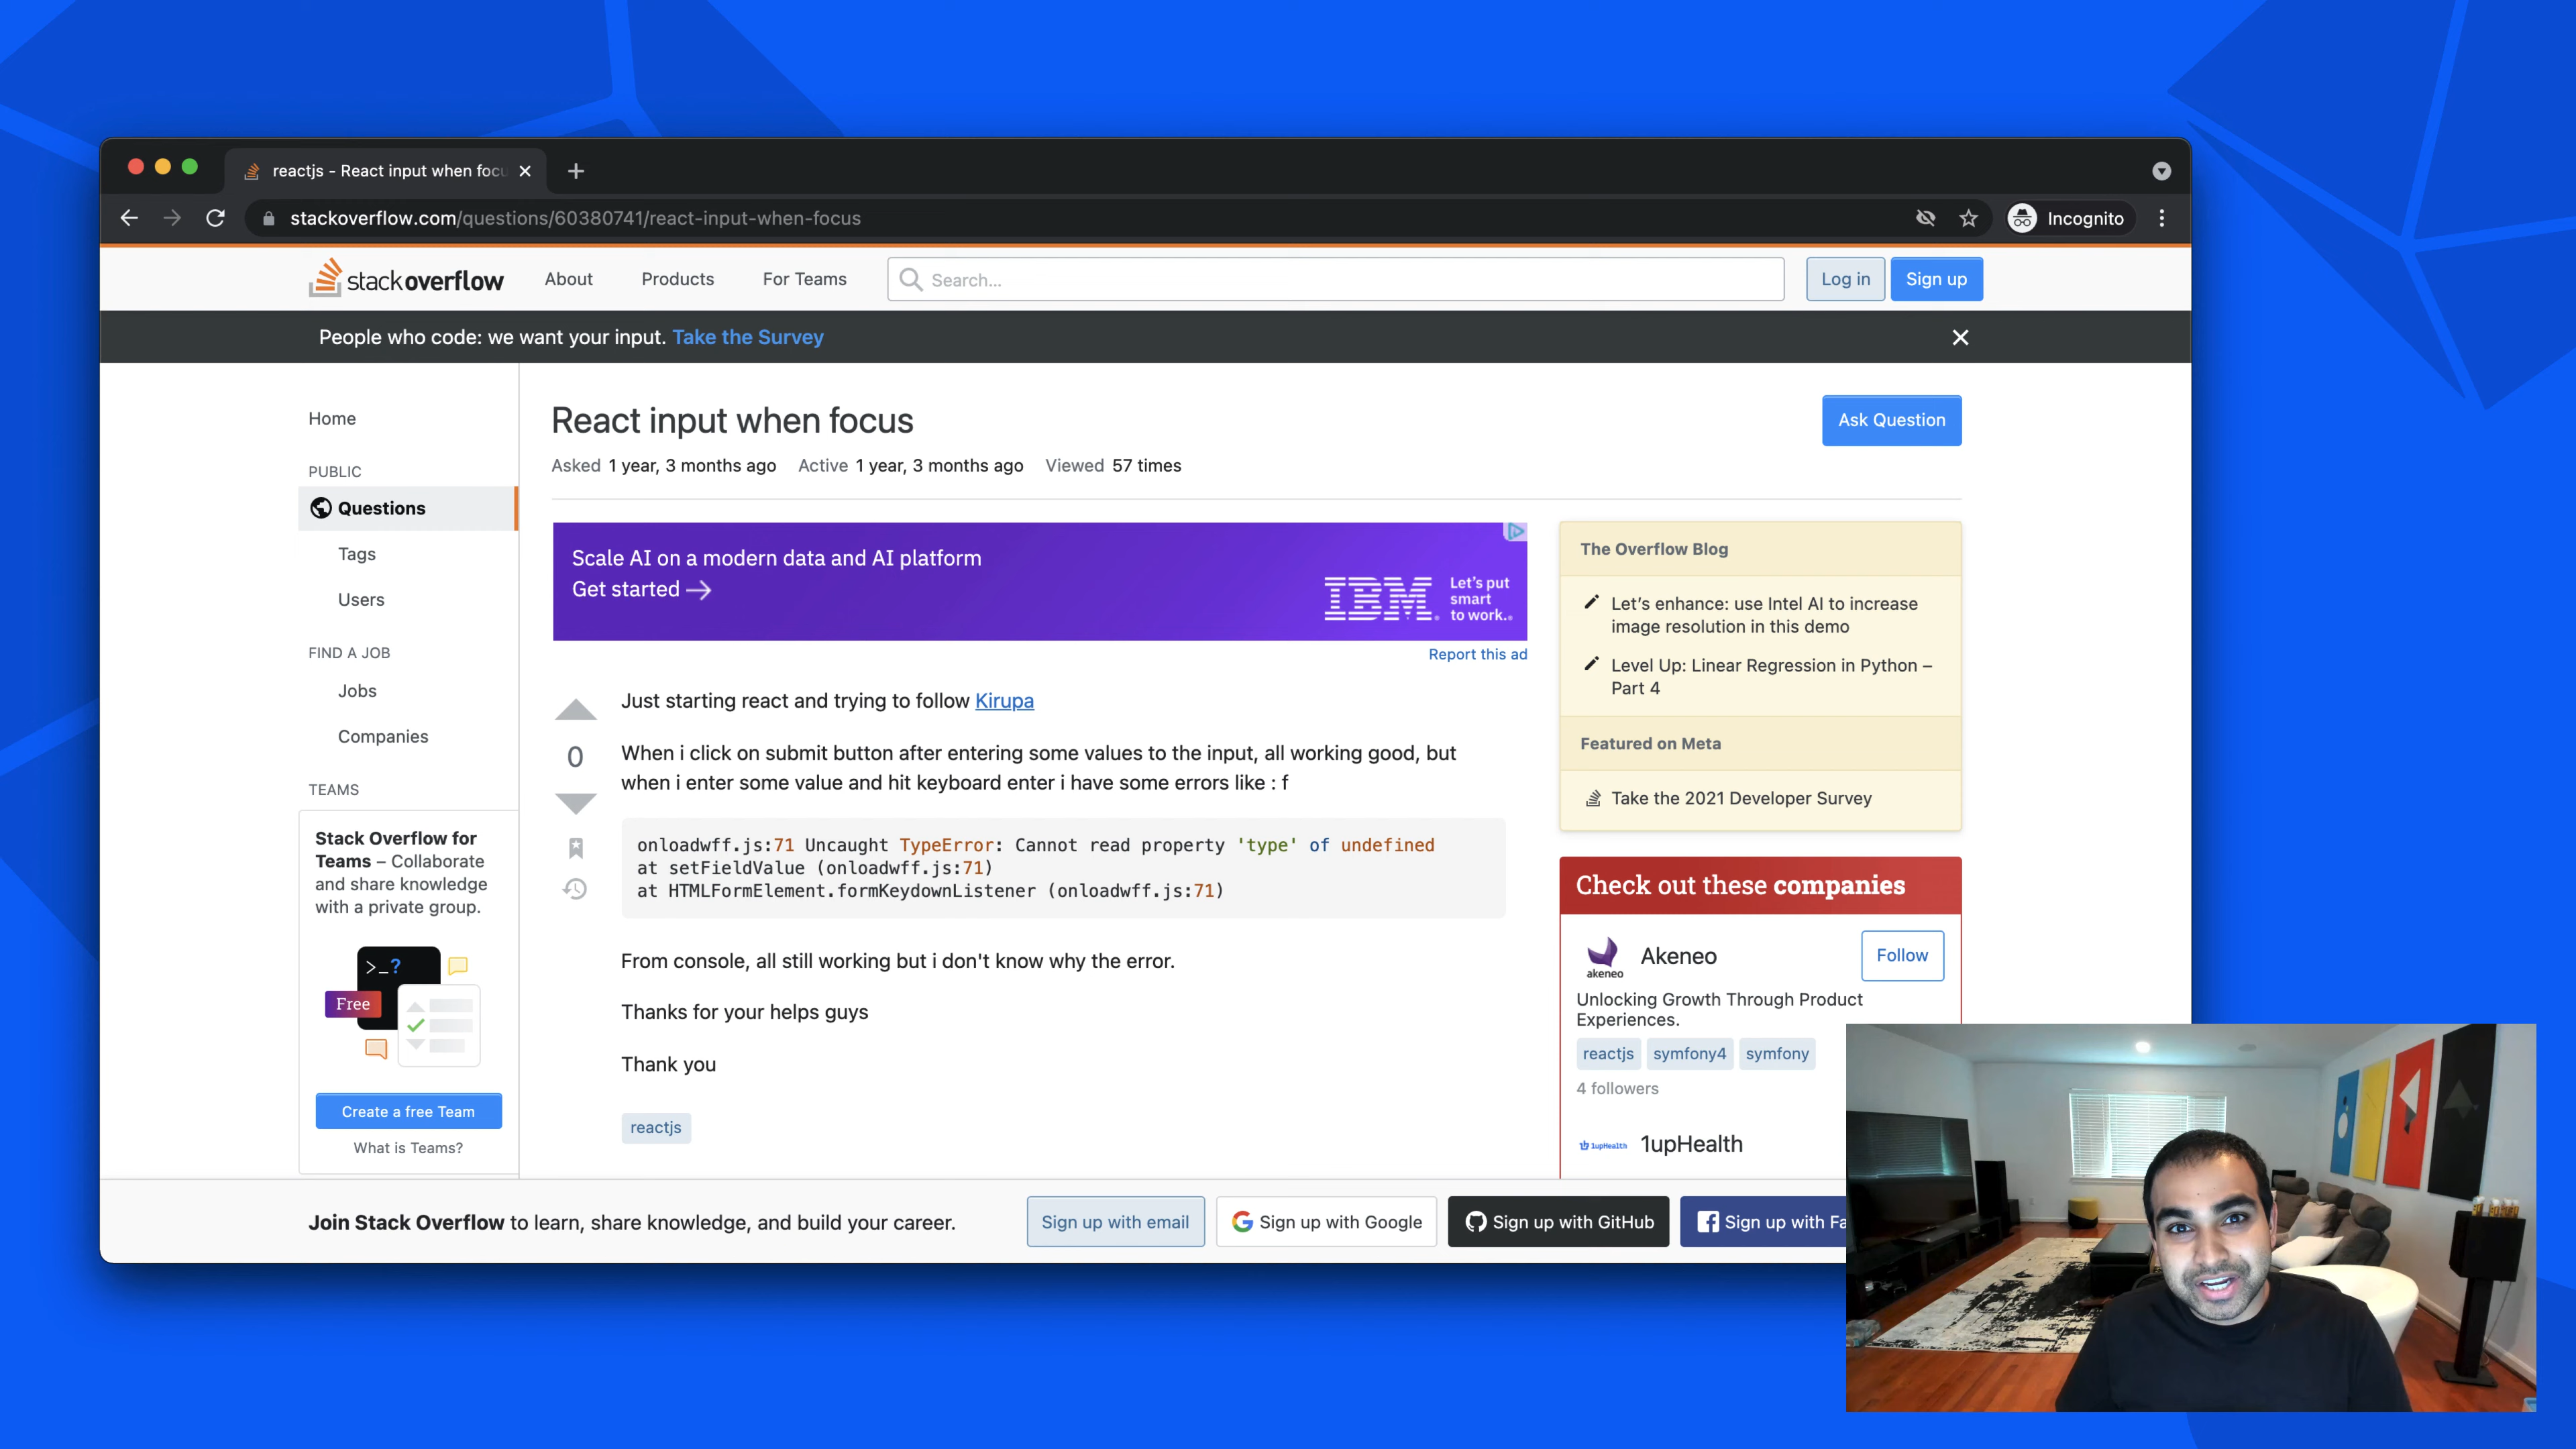 reactjs - React input when focu
stackoverflow.com/questions/60380741/react-input-when-focus
Incognito
stackoverflow
About
Products
For Teams
Search...
Log in
Sign up
People who code: we want your input. Take the Survey
Home
PUBLIC
Questions
Tags
Users
FIND A JOB
Jobs
Companies
TEAMS
Stack Overflow for
Teams – Collaborate
and share knowledge
with a private group.
>_?
Free
Create a free Team
What is Teams?
React input when focus
Ask Question
Asked 1 year, 3 months ago Active 1 year, 3 months ago Viewed 57 times
Scale AI on a modern data and AI platform
Get started →
IBM.
Let's put
smart
to work.
Report this ad
Just starting react and trying to follow Kirupa
0
When i click on submit button after entering some values to the input, all working good, but
when i enter some value and hit keyboard enter i have some errors like : f
onloadwff.js:71 Uncaught TypeError: Cannot read property 'type' of undefined
at setFieldValue (onloadwff.js:71)
at HTMLFormElement.formKeydownListener (onloadwff.js:71)
From console, all still working but i don't know why the error.
Thanks for your helps guys
Thank you
reactjs
The Overflow Blog
Let's enhance: use Intel AI to increase
image resolution in this demo
Level Up: Linear Regression in Python –
Part 4
Featured on Meta
Take the 2021 Developer Survey
Check out these companies
akeneo
Akeneo
Follow
Unlocking Growth Through Product
Experiences.
reactjs symfony4 symfony
4 followers
1upHealth
1upHealth
Join Stack Overflow to learn, share knowledge, and build your career.
Sign up with email
Sign up with Google
Sign up with GitHub
Sign up with Fa